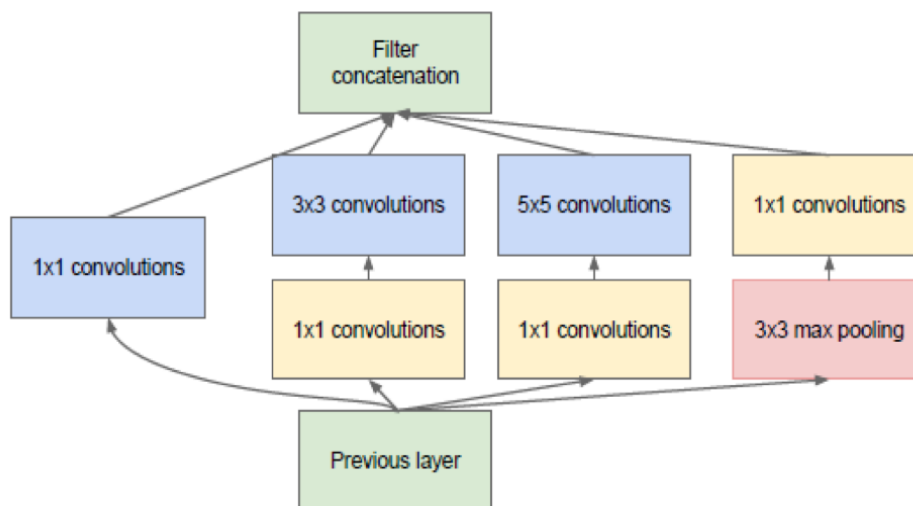 Filter
concatenation
3x3 convolutions
5x5 convolutions
1x1 convolutions
1x1 convolutions
1x1 convolutions
1x1 convolutions
3x3 max pooling
Previous layer